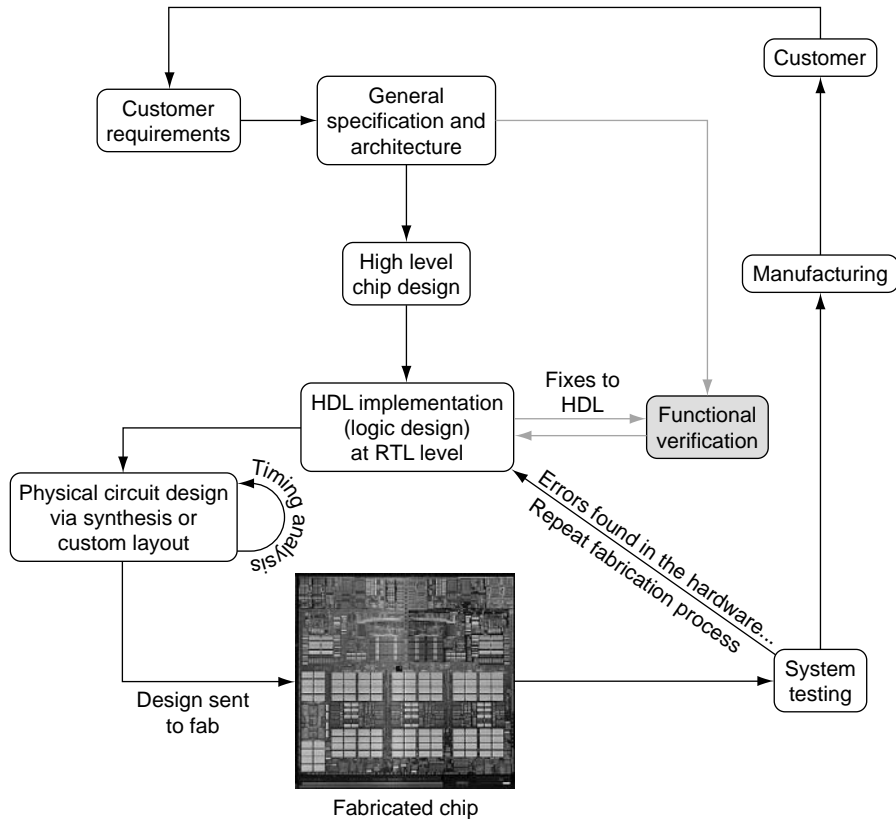 Customer
Customer
requirements
General
specification and
architecture
High level
chip design
Manufacturing
HDL implementation
(logic design)
at RTL level
Fixes to
HDL
Functional
verification
Physical circuit design
via synthesis or
custom layout
Timing analysis
Errors found in the hardware...
Repeat fabrication process
System
testing
Design sent
to fab
Fabricated chip